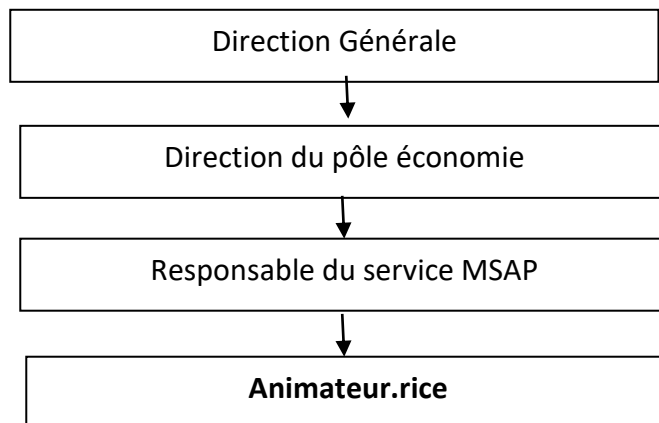 Direction Générale
Direction du pôle économie
Responsable du service MSAP
Animateur.rice